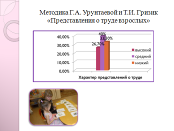 Методика Г.А. Урунтаевой и Т.И. Гризик
«Представления о труде взрослых»
40,00%
30,00%
20,00%
10,00%
0,00%
высокий
средний
низкий
Характер представлений о труде